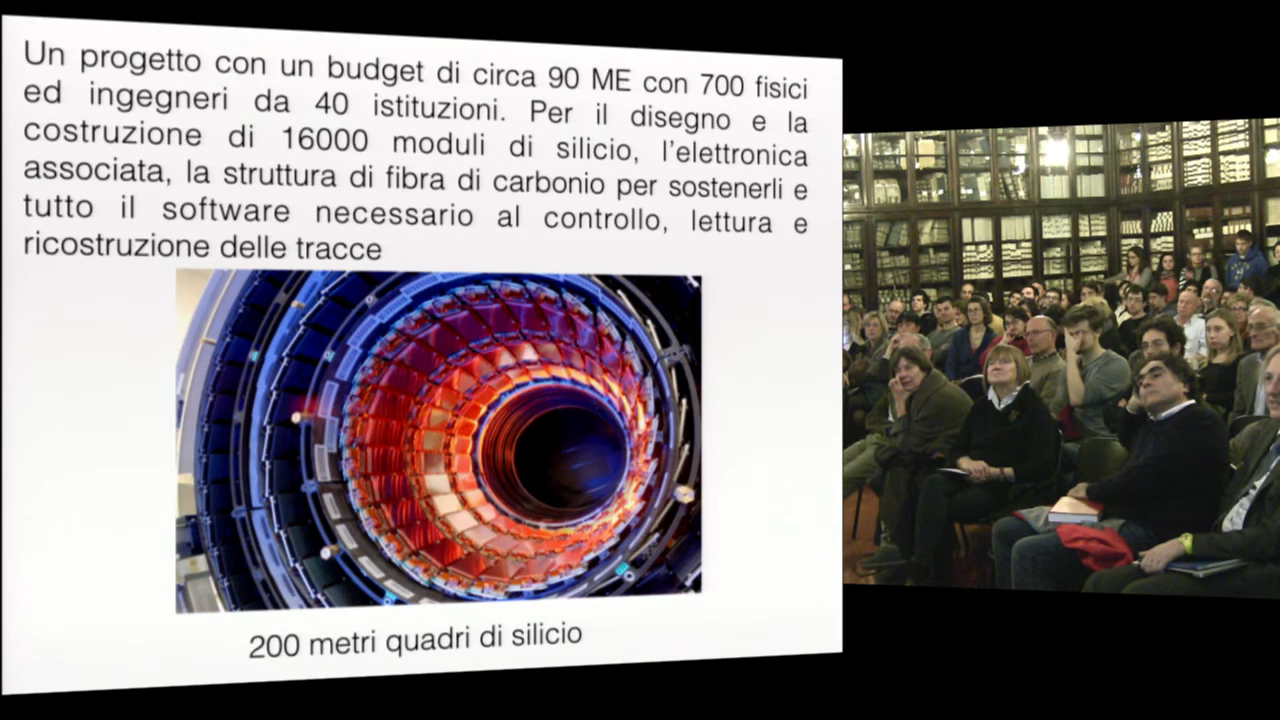 Un progetto con un budget di circa 90 ME con 700 fisici
ed ingegneri da 40 istituzioni. Per il disegno e la
costruzione di 16000 moduli di silicio, l'elettronica
associata, la struttura di fibra di carbonio per sostenerli e
tutto il software necessario al controllo, lettura e
ricostruzione delle tracce
200 metri quadri di silicio